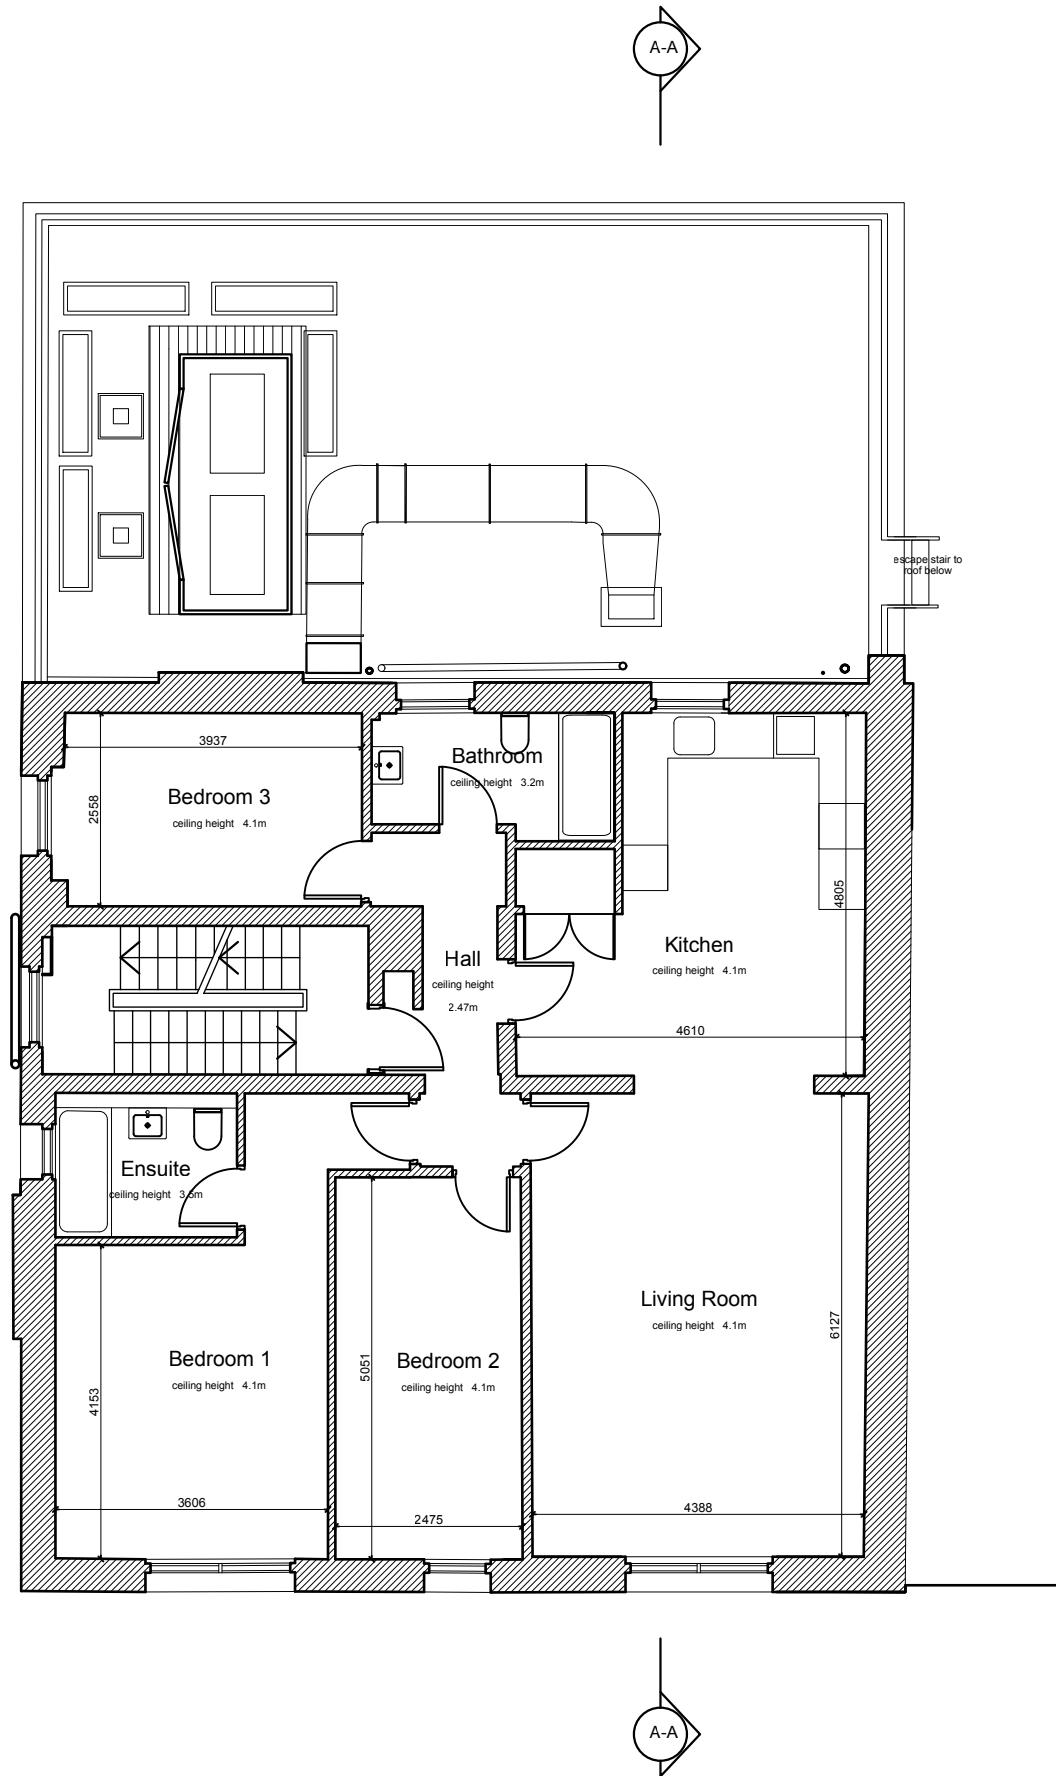 A-A
escape stair to
roof below
3937
2558
Bedroom 3
ceiling height 4.1m
Bathroom
ceiling height 3.2m
4805
Kitchen
ceiling height 4.1m
Hall
ceiling height
2.47m
4610
Ensuite
ceiling height 3.5m
Living Room
ceiling height 4.1m
6127
Bedroom 1
ceiling height 4.1m
4153
5051
Bedroom 2
ceiling height 4.1m
3606
2475
4388
A-A